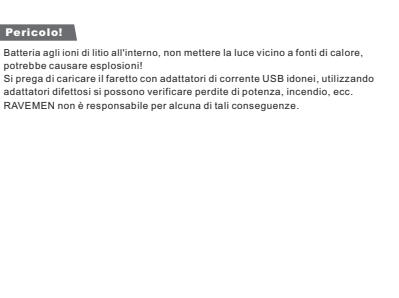 Pericolo!
Batteria agli ioni di litio all'interno, non mettere la luce vicino a fonti di calore,
potrebbe causare esplosioni!
Si prega di caricare il faretto con adattatori di corrente USB idonei, utilizzando
adattatori difettosi si possono verificare perdite di potenza, incendio, ecc.
RAVEMEN non è responsabile per alcuna di tali conseguenze.